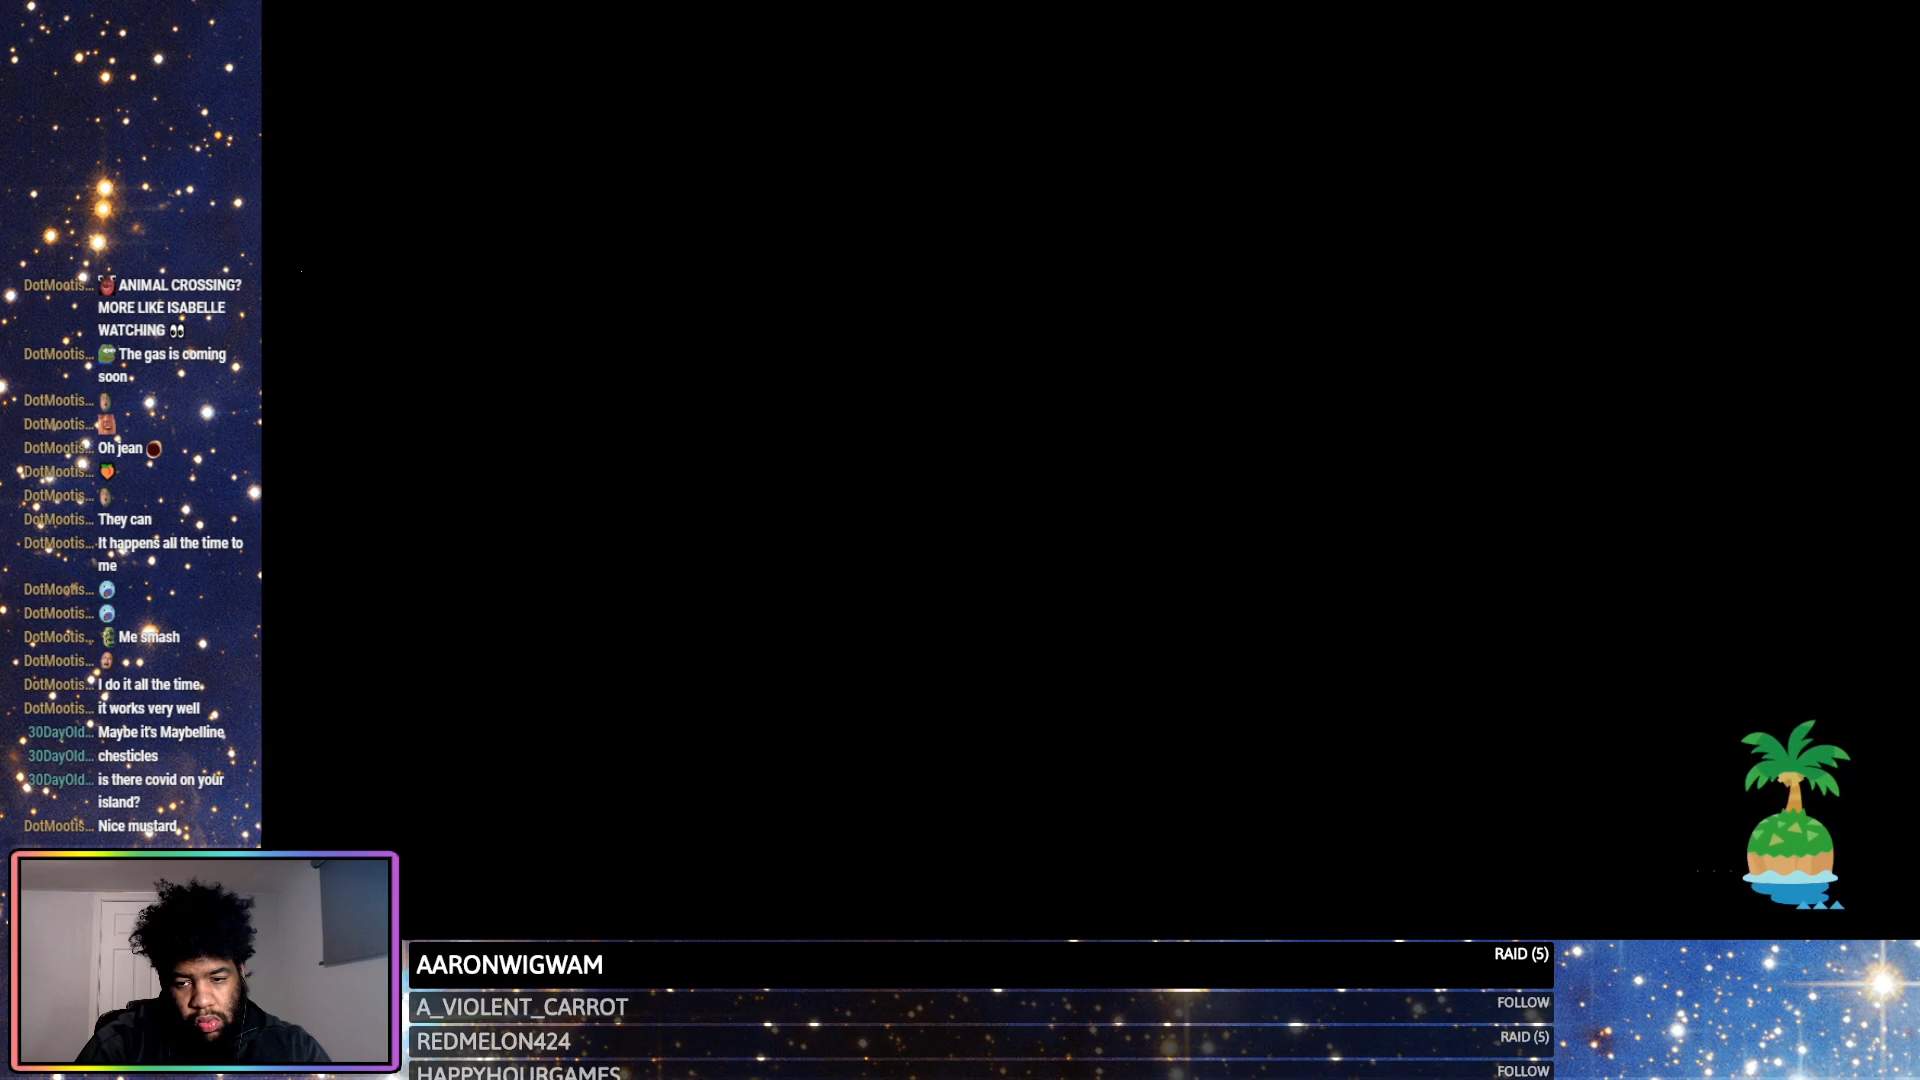 DotMootis... ANIMAL CROSSING?
MORE LIKE ISABELLE
WATCHING 👀
DotMootis... The gas is coming
soon
DotMootis...
DotMootis...
DotMootis... Oh jean
DotMootis... 🍑
DotMootis...
DotMootis... They can
DotMootis... It happens all the time to
me
DotMootis...
DotMootis...
DotMootis... Me smash
DotMootis...
DotMootis... I do it all the time
DotMootis... it works very well
30DayOld... Maybe it's Maybelline
30DayOld... chesticles
30DayOld... is there covid on your
island?
DotMootis... Nice mustard
AARONWIGWAM RAID (5)
A_VIOLENT_CARROT FOLLOW
REDMELON424 RAID (5)
HAPPYHOURGAMES FOLLOW